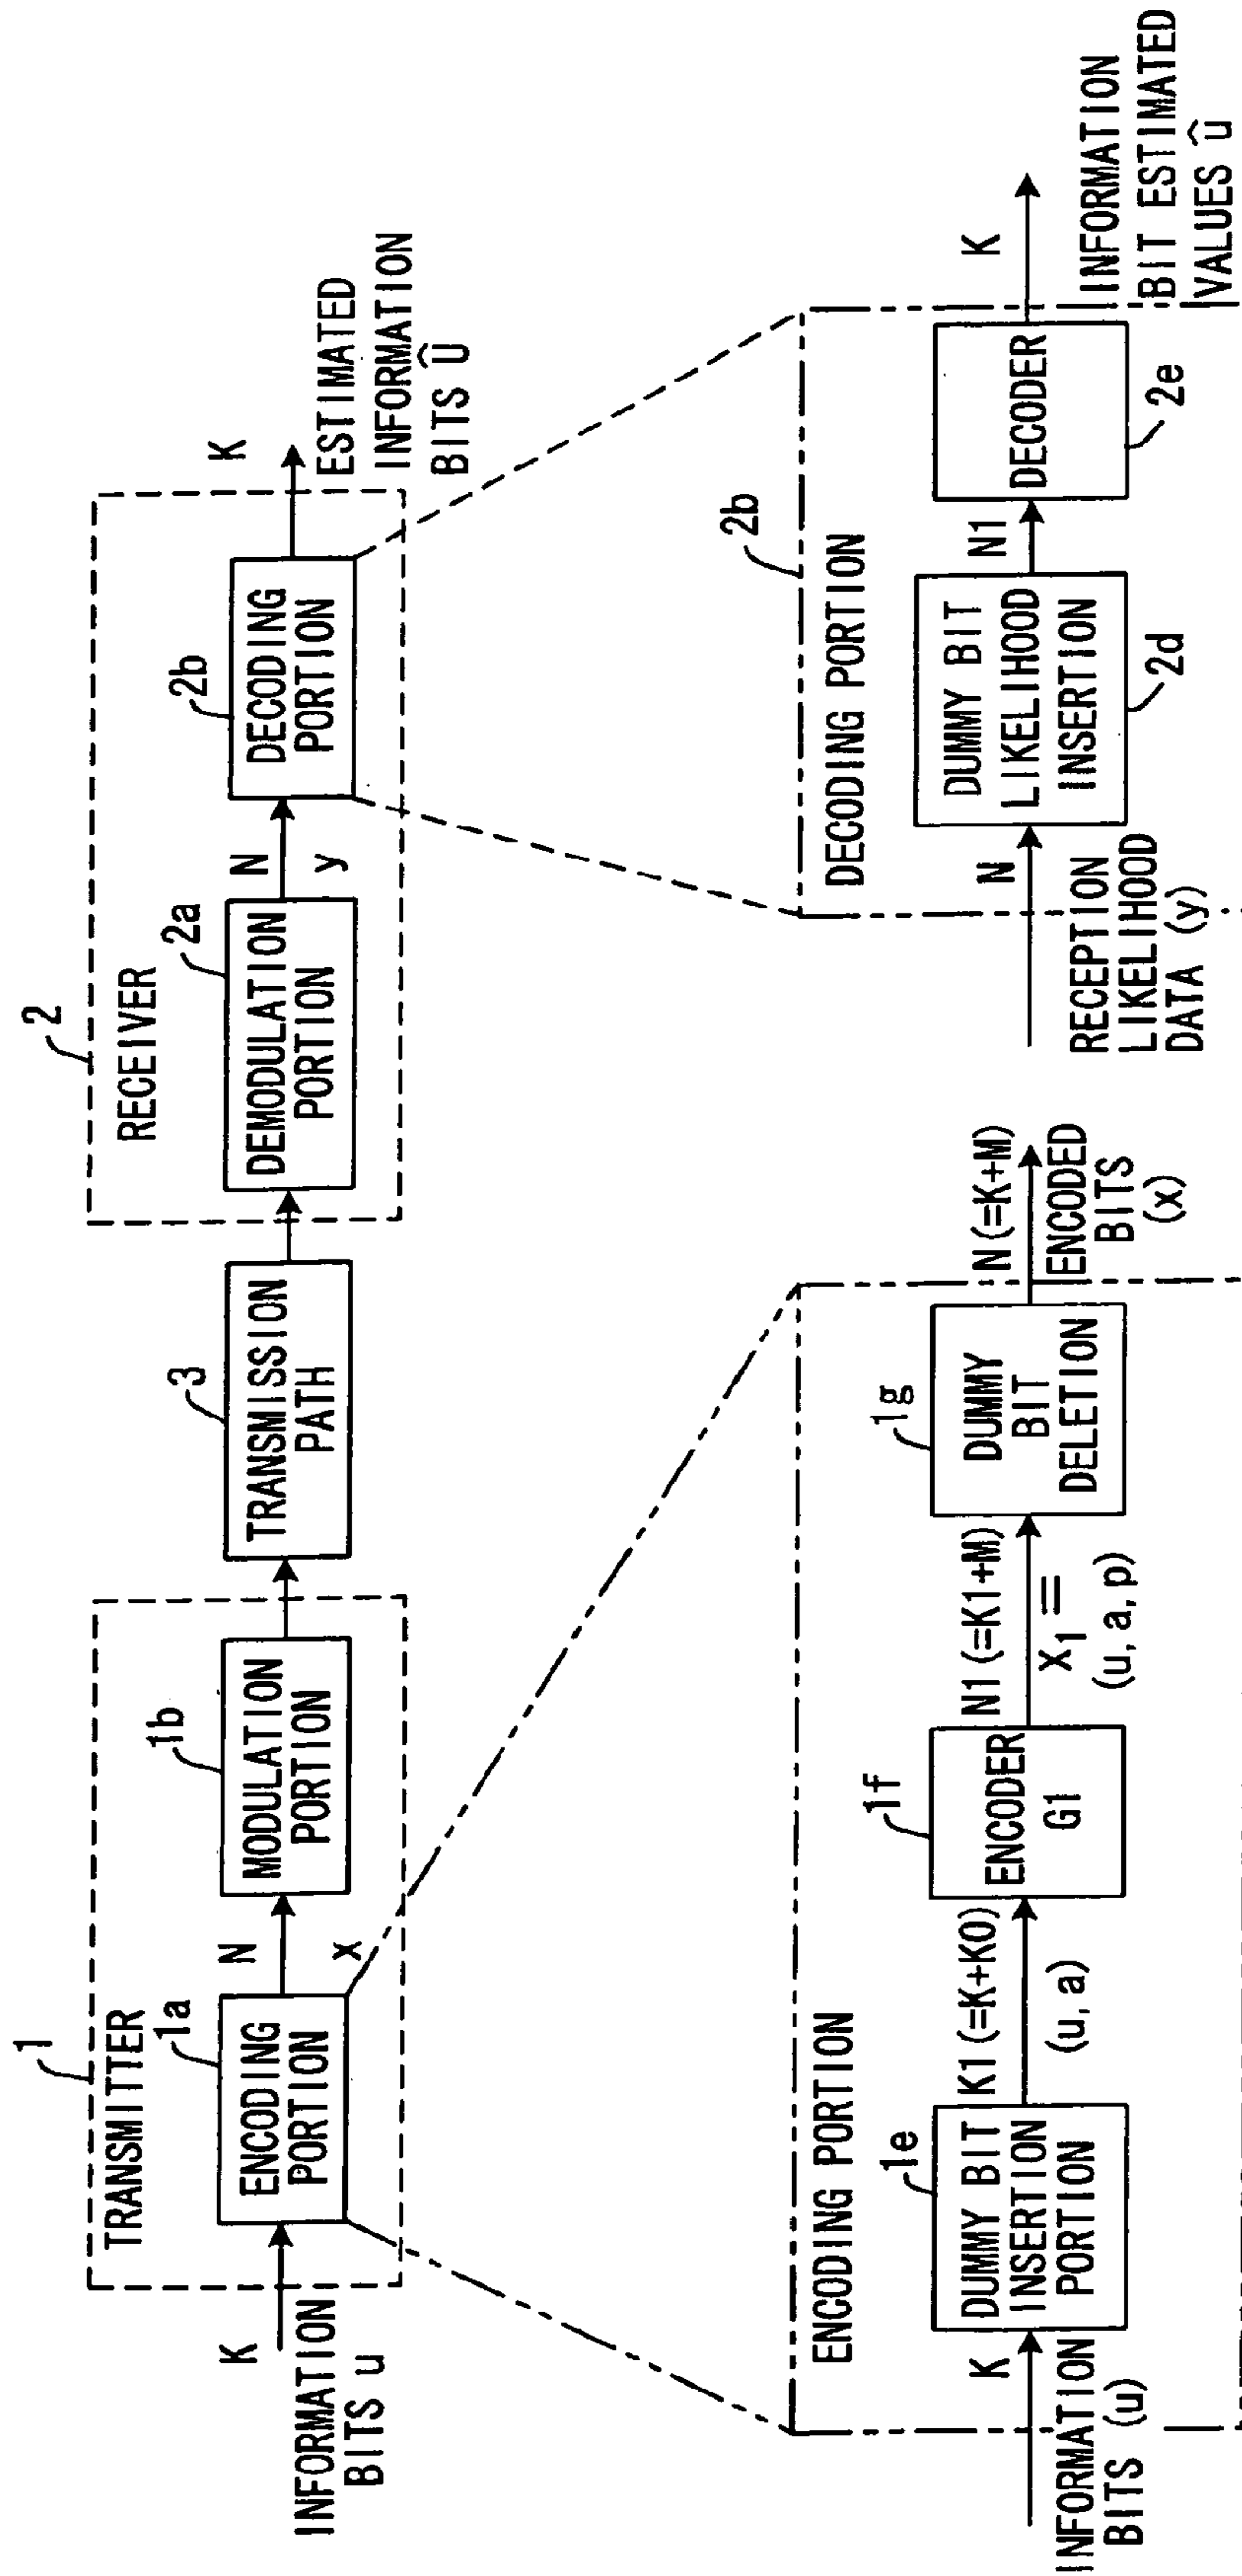 1
TRANSMITTER
K
INFORMATION
BITS u
1a
ENCODING
PORTION
N
x
1b
MODULATION
PORTION
3
TRANSMISSION
PATH
2
RECEIVER
2a
DEMODULATION
PORTION
N
y
2b
DECODING
PORTION
K
ESTIMATED
INFORMATION
BITS Û
ENCODING PORTION
K
INFORMATION
BITS (u)
1e
DUMMY BIT
INSERTION
PORTION
K1(=K+K0)
(u, a)
1f
ENCODER
G1
N1(=K1+M)
X₁ =
(u, a, p)
1g
DUMMY
BIT
DELETION
N(=K+M)
ENCODED
BITS
(x)
2b
DECODING PORTION
N
RECEPTION
LIKELIHOOD
DATA (y)
DUMMY BIT
LIKELIHOOD
INSERTION
2d
N1
DECODER
2e
K
INFORMATION
BIT ESTIMATED
VALUES û